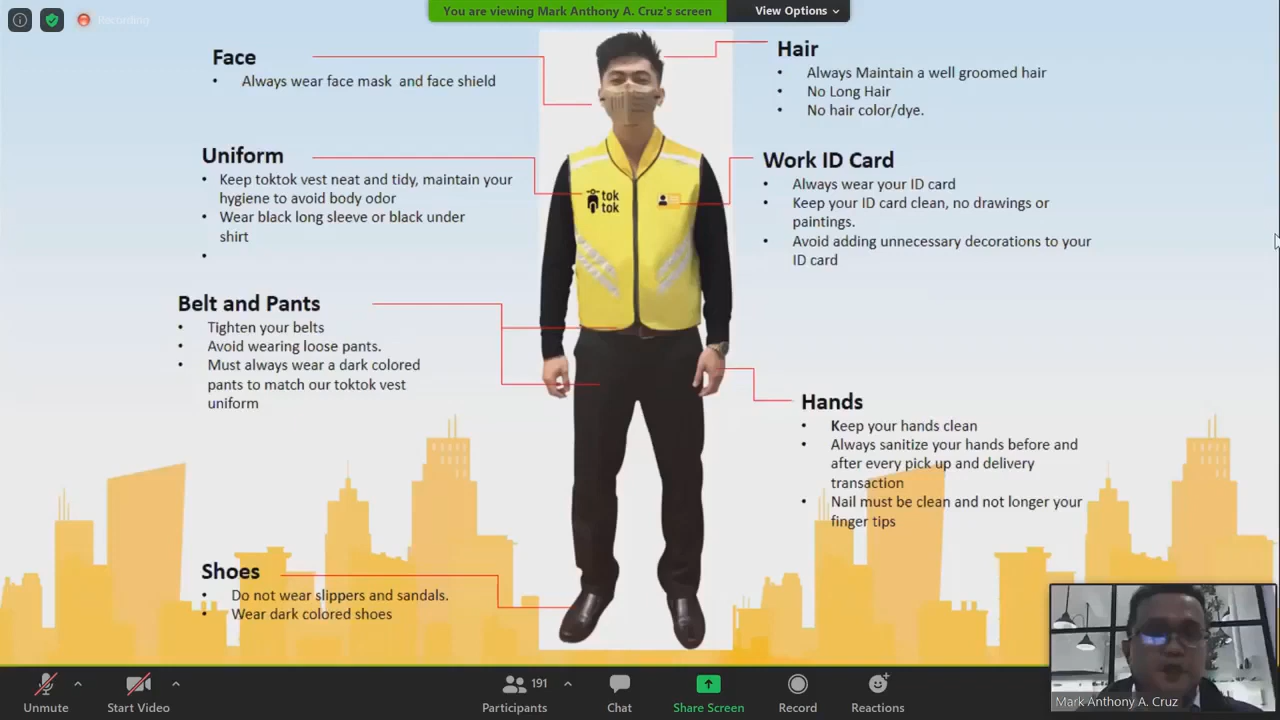 You are viewing Mark Anthony A. Cruz's screen
View Options
Recording
Face
• Always wear face mask and face shield
Hair
• Always Maintain a well groomed hair
• No Long Hair
• No hair color/dye.
Uniform
• Keep toktok vest neat and tidy, maintain your
hygiene to avoid body odor
• Wear black long sleeve or black under
shirt
•
Work ID Card
• Always wear your ID card
• Keep your ID card clean, no drawings or
paintings.
• Avoid adding unnecessary decorations to your
ID card
tok
tok
Belt and Pants
• Tighten your belts
• Avoid wearing loose pants.
• Must always wear a dark colored
pants to match our toktok vest
uniform
Hands
• Keep your hands clean
• Always sanitize your hands before and
after every pick up and delivery
transaction
• Nail must be clean and not longer your
finger tips
Shoes
• Do not wear slippers and sandals.
• Wear dark colored shoes
Mark Anthony A. Cruz
Unmute
Start Video
191
Participants
Chat
Share Screen
Record
Reactions